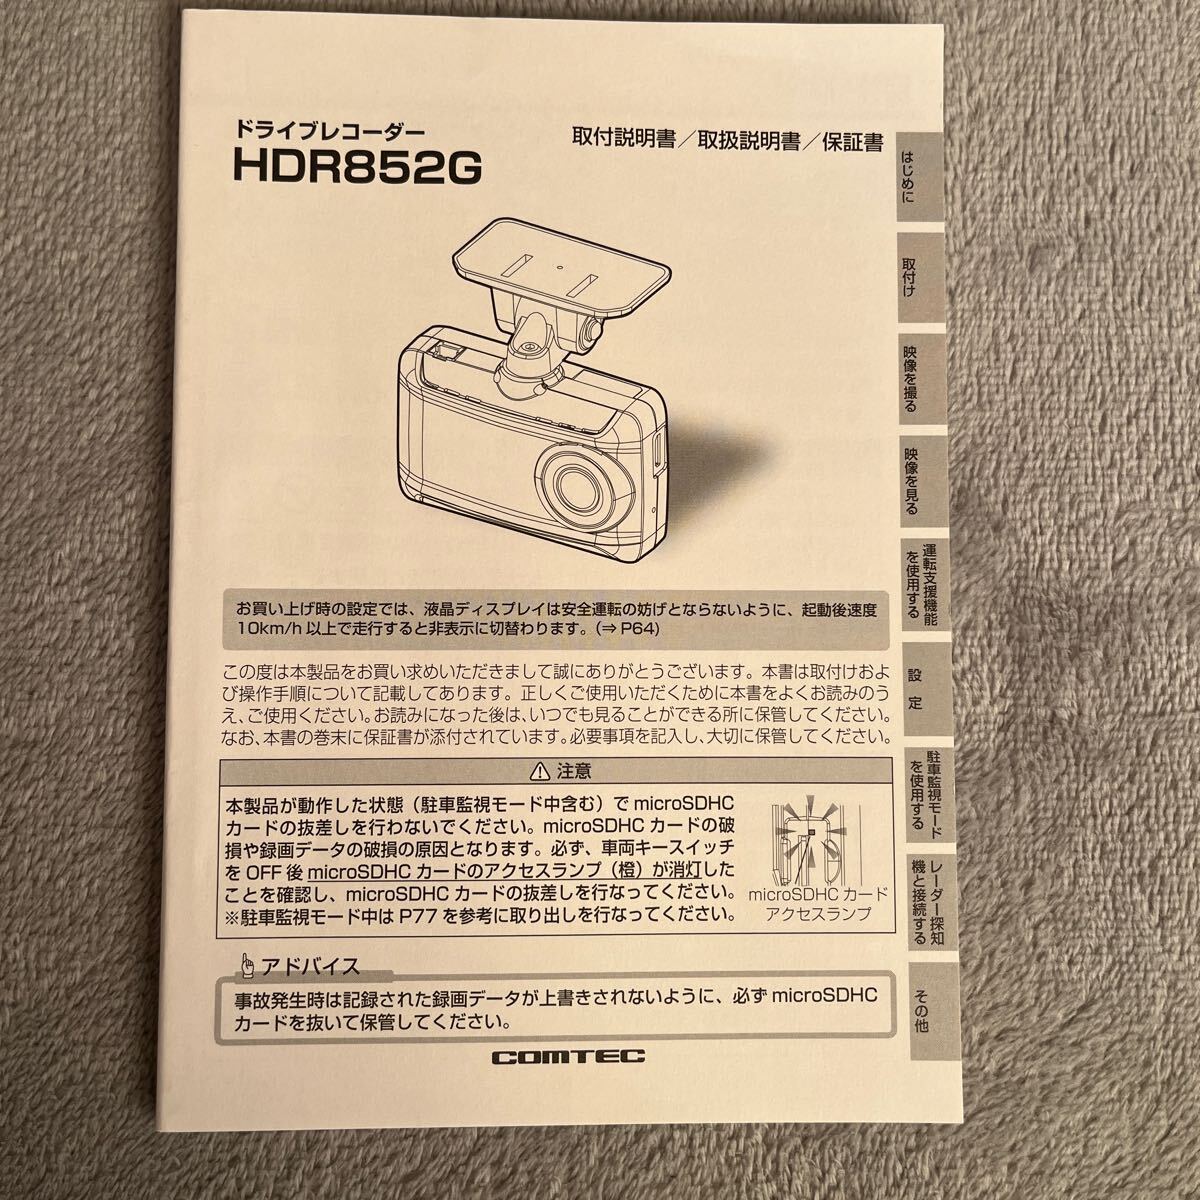 ドライブレコーダー
HDR852G
取付説明書／取扱説明書／保証書
お買い上げ時の設定では、液晶ディスプレイは安全運転の妨げとならないように、起動後速度
10km/h 以上で走行すると非表示に切替わります。(⇒P64)
この度は本製品をお買い求めいただきまして誠にありがとうございます。本書は取付けおよ
び操作手順について記載してあります。正しくご使用いただくために本書をよくお読みのう
え、ご使用ください。お読みになった後は、いつでも見ることができる所に保管してください。
なお、本書の巻末に保証書が添付されています。必要事項を記入し、大切に保管してください。
⚠ 注意
本製品が動作した状態（駐車監視モード中含む）で microSDHC
カードの抜差しを行わないでください。microSDHC カードの破
損や録画データの破損の原因となります。必ず、車両キースイッチ
を OFF 後 microSDHC カードのアクセスランプ（橙）が消灯した
ことを確認し、microSDHC カードの抜差しを行なってください。
※駐車監視モード中は P77 を参考に取り出しを行なってください。
microSDHC カード
アクセスランプ
アドバイス
事故発生時は記録された録画データが上書きされないように、必ず microSDHC
カードを抜いて保管してください。
COMTEC
はじめに
取付け
映像を撮る
映像を見る
運転支援機能
を使用する
設 定
駐車監視モード
を使用する
レーダー探知
機と接続する
その他